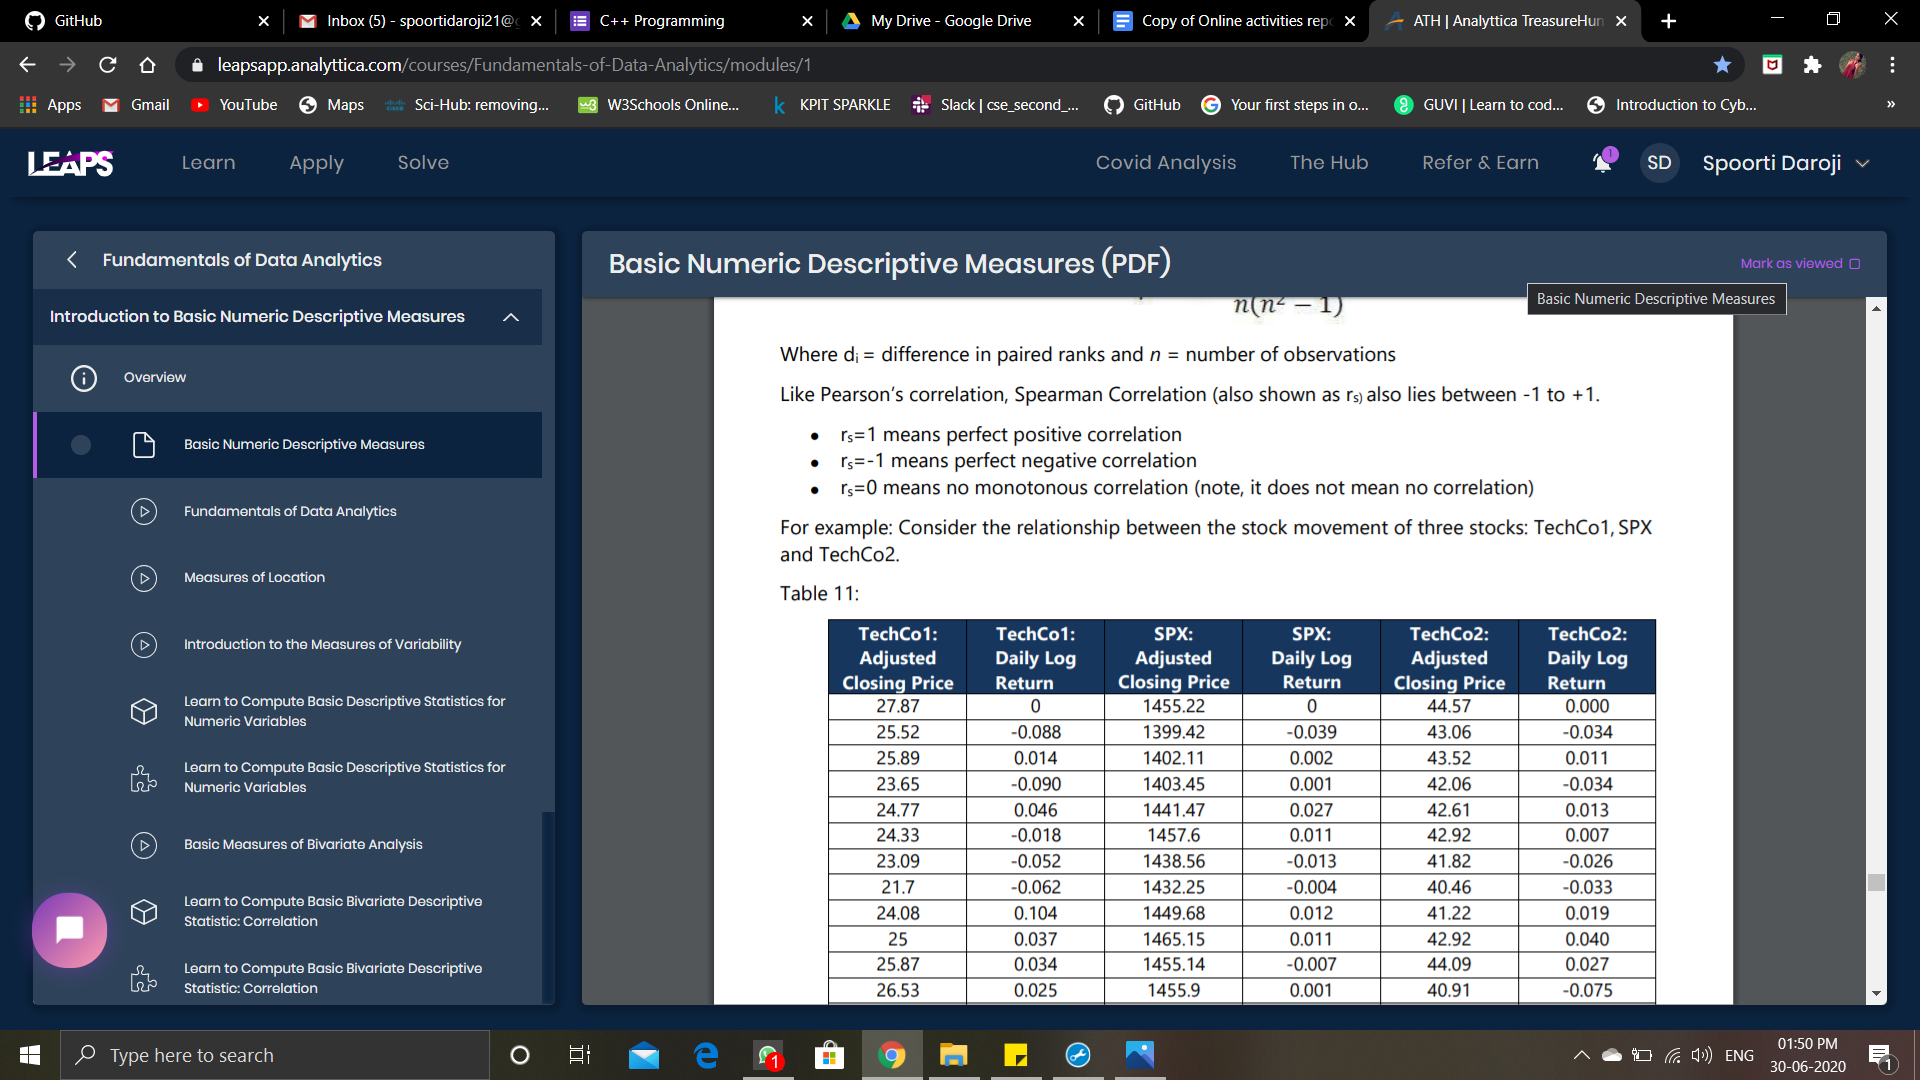 GitHub
Inbox (5) - spoortidaroji21@
C++ Programming
My Drive - Google Drive
Copy of Online activities rep
ATH | Analyttica TreasureHun
leapsapp.analyttica.com/courses/Fundamentals-of-Data-Analytics/modules/1
Apps
Gmail
YouTube
Maps
Sci-Hub: removing...
W3Schools Online...
KPIT SPARKLE
Slack | cse_second_...
GitHub
Your first steps in o...
GUVI | Learn to cod...
Introduction to Cyb...
»
LEAPS
Learn
Apply
Solve
Covid Analysis
The Hub
Refer & Earn
1
SD
Spoorti Daroji
Fundamentals of Data Analytics
Introduction to Basic Numeric Descriptive Measures
Overview
Basic Numeric Descriptive Measures
Fundamentals of Data Analytics
Measures of Location
Introduction to the Measures of Variability
Learn to Compute Basic Descriptive Statistics for
Numeric Variables
Learn to Compute Basic Descriptive Statistics for
Numeric Variables
Basic Measures of Bivariate Analysis
Learn to Compute Basic Bivariate Descriptive
Statistic: Correlation
Learn to Compute Basic Bivariate Descriptive
Statistic: Correlation
Basic Numeric Descriptive Measures (PDF)
Mark as viewed
Basic Numeric Descriptive Measures
n(n² − 1)
Where di = difference in paired ranks and n = number of observations
Like Pearson's correlation, Spearman Correlation (also shown as rs) also lies between -1 to +1.
• rs=1 means perfect positive correlation
• rs=-1 means perfect negative correlation
• rs=0 means no monotonous correlation (note, it does not mean no correlation)
For example: Consider the relationship between the stock movement of three stocks: TechCo1, SPX
and TechCo2.
Table 11:
TechCo1: Adjusted Closing Price TechCo1: Daily Log Return SPX: Adjusted Closing Price SPX: Daily Log Return TechCo2: Adjusted Closing Price TechCo2: Daily Log Return
27.87 0 1455.22 0 44.57 0.000
25.52 -0.088 1399.42 -0.039 43.06 -0.034
25.89 0.014 1402.11 0.002 43.52 0.011
23.65 -0.090 1403.45 0.001 42.06 -0.034
24.77 0.046 1441.47 0.027 42.61 0.013
24.33 -0.018 1457.6 0.011 42.92 0.007
23.09 -0.052 1438.56 -0.013 41.82 -0.026
21.7 -0.062 1432.25 -0.004 40.46 -0.033
24.08 0.104 1449.68 0.012 41.22 0.019
25 0.037 1465.15 0.011 42.92 0.040
25.87 0.034 1455.14 -0.007 44.09 0.027
26.53 0.025 1455.9 0.001 40.91 -0.075
Type here to search
1
ENG
01:50 PM
30-06-2020
1